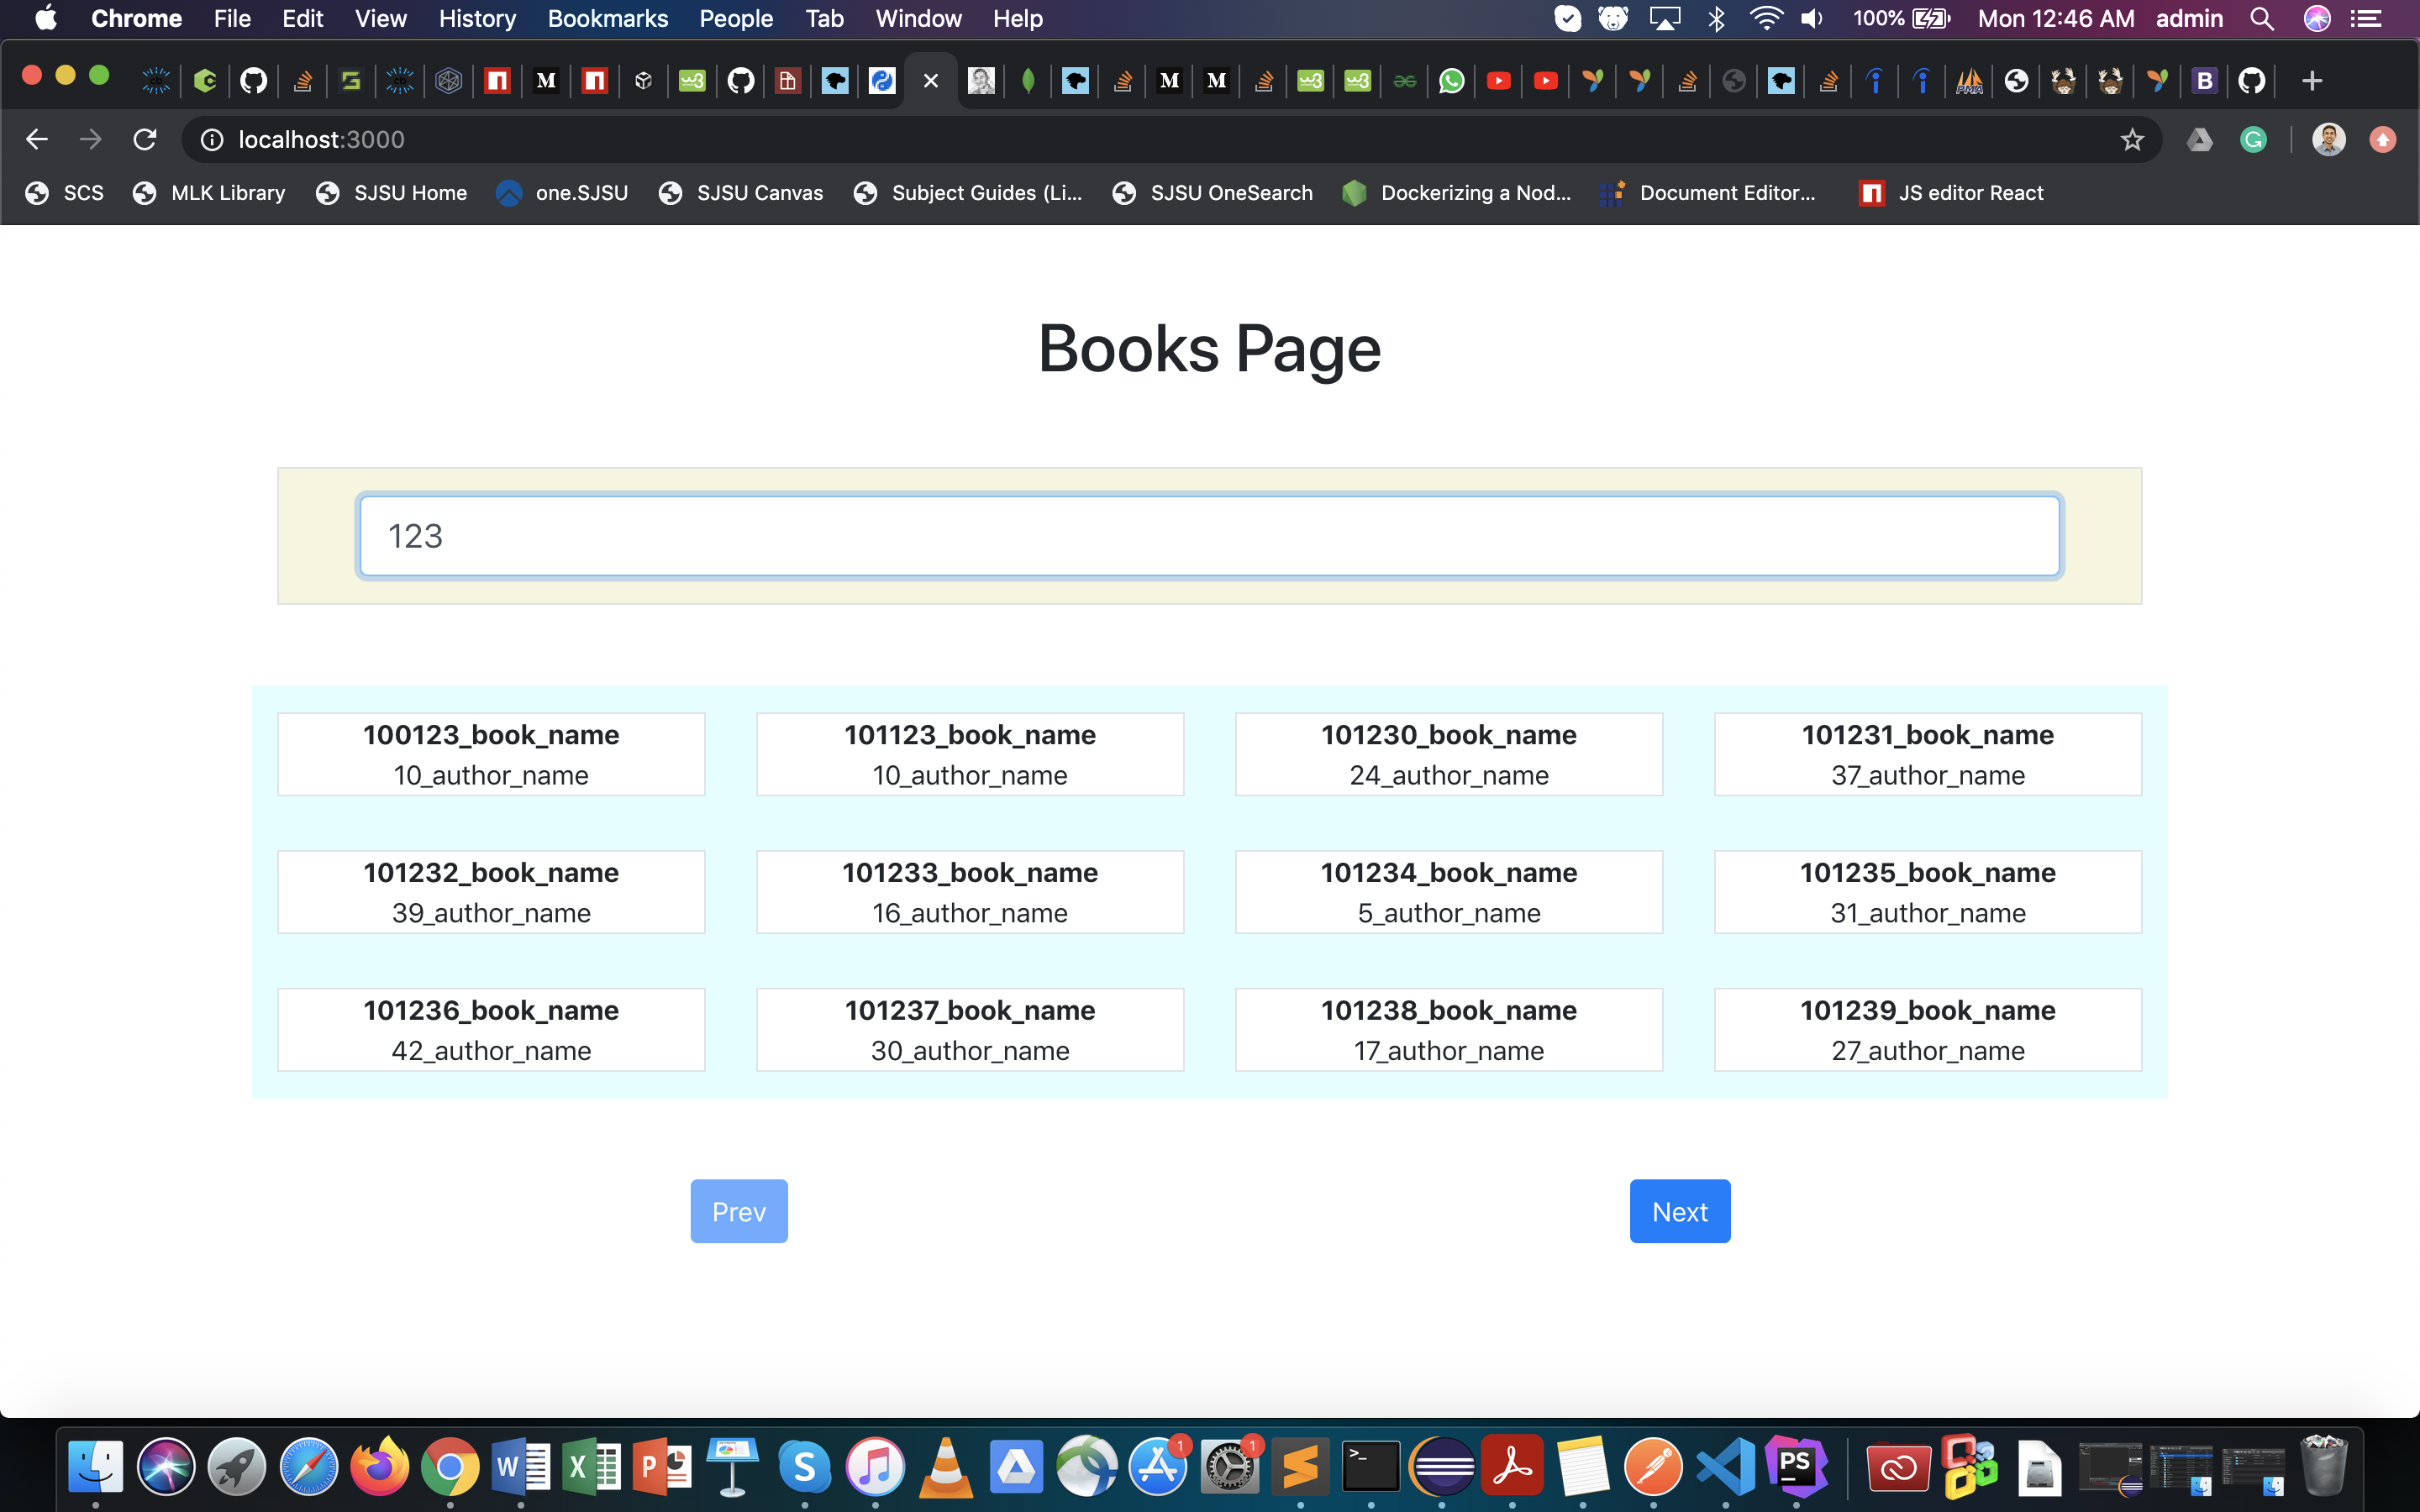 Chrome File Edit View History Bookmarks People Tab Window Help 100% Mon 12:46 AM admin
localhost:3000
SCS MLK Library SJSU Home one.SJSU SJSU Canvas Subject Guides (Li... SJSU OneSearch Dockerizing a Nod... Document Editor... JS editor React
Books Page
123
100123_book_name 101123_book_name 101230_book_name 101231_book_name
10_author_name 10_author_name 24_author_name 37_author_name
101232_book_name 101233_book_name 101234_book_name 101235_book_name
39_author_name 16_author_name 5_author_name 31_author_name
101236_book_name 101237_book_name 101238_book_name 101239_book_name
42_author_name 30_author_name 17_author_name 27_author_name
Prev Next